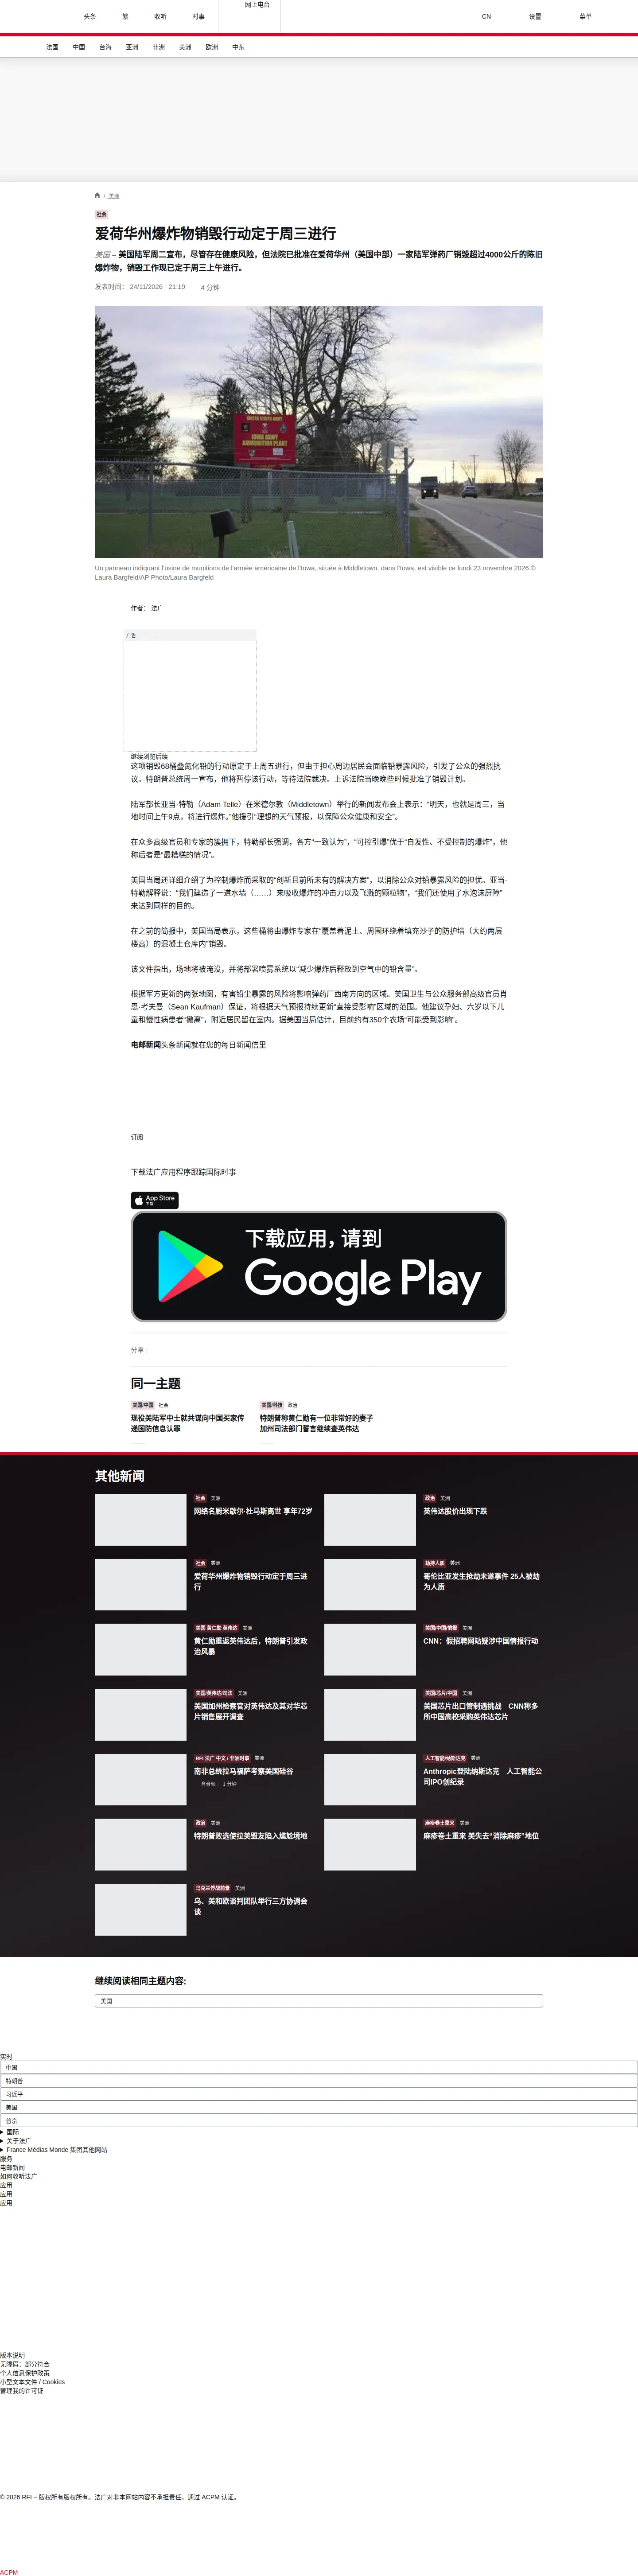 头条
繁
收听
时事
网上电台
CN
设置
菜单
法国
中国
台海
亚洲
非洲
美洲
欧洲
中东
/ 美洲
社会
爱荷华州爆炸物销毁行动定于周三进行
美国 – 美国陆军周二宣布，尽管存在健康风险，但法院已批准在爱荷华州（美国中部）一家陆军弹药厂销毁超过4000公斤的陈旧
爆炸物，销毁工作现已定于周三上午进行。
发表时间： 24/11/2026 - 21:19
4 分钟
UNITED STATES ARMY
IOWA ARMY
AMMUNITION PLANT
Un panneau indiquant l'usine de munitions de l'armée américaine de l'Iowa, située à Middletown, dans l'Iowa, est visible ce lundi 23 novembre 2026 ©
Laura Bargfeld/AP Photo/Laura Bargfeld
作者： 法广
广告
继续浏览后续
这项销毁68桶叠氮化铅的行动原定于上周五进行，但由于担心周边居民会面临铅暴露风险，引发了公众的强烈抗
议。特朗普总统周一宣布，他将暂停该行动，等待法院裁决。上诉法院当晚晚些时候批准了销毁计划。
陆军部长亚当·特勒（Adam Telle）在米德尔敦（Middletown）举行的新闻发布会上表示：“明天，也就是周三，当
地时间上午9点，将进行爆炸。”他援引“理想的天气预报，以保障公众健康和安全”。
在众多高级官员和专家的簇拥下，特勒部长强调，各方“一致认为”，“可控引爆”优于“自发性、不受控制的爆炸”，他
称后者是“最糟糕的情况”。
美国当局还详细介绍了为控制爆炸而采取的“创新且前所未有的解决方案”，以消除公众对铅暴露风险的担忧。亚当·
特勒解释说：“我们建造了一道水墙（……）来吸收爆炸的冲击力以及飞溅的颗粒物”，“我们还使用了水泡沫屏障”
来达到同样的目的。
在之前的简报中，美国当局表示，这些桶将由爆炸专家在“覆盖着泥土、周围环绕着填充沙子的防护墙（大约两层
楼高）的混凝土仓库内”销毁。
该文件指出，场地将被淹没，并将部署喷雾系统以“减少爆炸后释放到空气中的铅含量”。
根据军方更新的两张地图，有害铅尘暴露的风险将影响弹药厂西南方向的区域。美国卫生与公众服务部高级官员肖
恩·考夫曼（Sean Kaufman）保证，将根据天气预报持续更新“直接受影响”区域的范围。他建议孕妇、六岁以下儿
童和慢性病患者“撤离”，附近居民留在室内。据美国当局估计，目前约有350个农场“可能受到影响”。
电邮新闻头条新闻就在您的每日新闻信里
订阅
下载法广应用程序跟踪国际时事
App Store
下载
下载应用，请到
Google Play
分享 :
同一主题
美国/中国 社会
现役美陆军中士就共谋向中国买家传
递国防信息认罪
美国/科技 政治
特朗普称黄仁勋有一位非常好的妻子
加州司法部门誓言继续查英伟达
其他新闻
社会 美洲
网络名厨米歇尔·杜马斯离世 享年72岁
政治 美洲
英伟达股价出现下跌
社会 美洲
爱荷华州爆炸物销毁行动定于周三进
行
劫持人质 美洲
哥伦比亚发生抢劫未遂事件 25人被劫
为人质
美国 黄仁勋 英伟达 美洲
黄仁勋重返英伟达后，特朗普引发政
治风暴
美国/中国/情报 美洲
CNN：假招聘网站疑涉中国情报行动
美国/英伟达/司法 美洲
美国加州检察官对英伟达及其对华芯
片销售展开调查
美国/芯片/中国 美洲
美国芯片出口管制遇挑战 CNN称多
所中国高校采购英伟达芯片
RFI 法广 中文 / 非洲时事 美洲
南非总统拉马福萨考察美国硅谷
含音频 1 分钟
人工智能/纳斯达克 美洲
Anthropic登陆纳斯达克 人工智能公
司IPO创纪录
政治 美洲
特朗普败选使拉美盟友陷入尴尬境地
麻疹卷土重来 美洲
麻疹卷土重来 美失去“消除麻疹”地位
乌克兰停战前景 美洲
乌、美和欧谈判团队举行三方协调会
谈
继续阅读相同主题内容:
美国
实时
中国
特朗普
习近平
美国
普京
国际
关于法广
France Médias Monde 集团其他网站
服务
电邮新闻
如何收听法广
应用
应用
应用
版本说明
无障碍：部分符合
个人信息保护政策
小型文本文件 / Cookies
管理我的许可证
© 2026 RFI – 版权所有版权所有。法广对非本网站内容不承担责任。通过 ACPM 认证。
ACPM